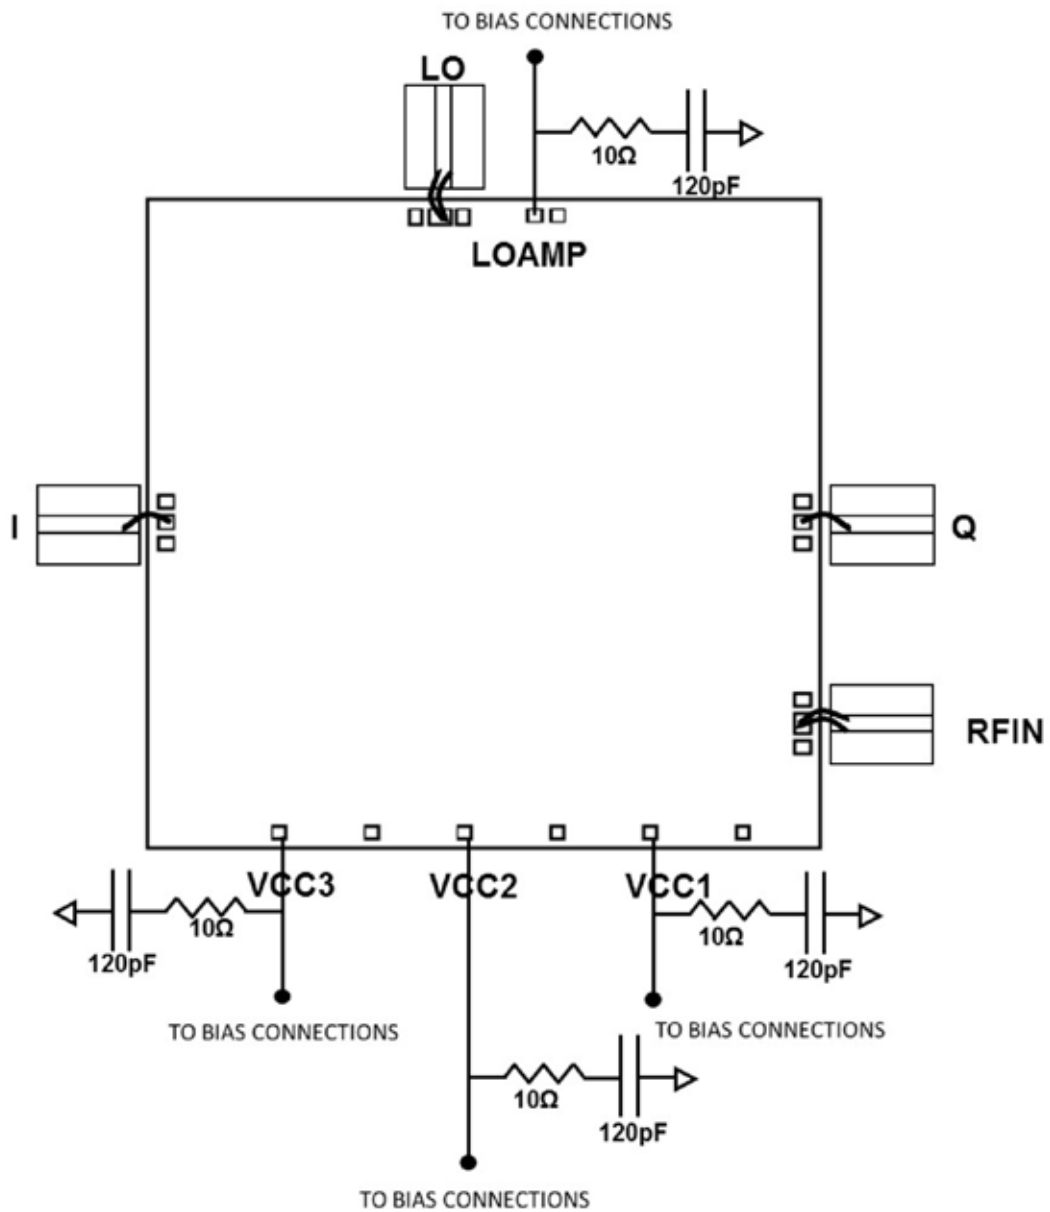 TO BIAS CONNECTIONS
LO
10Ω
120pF
LOAMP
I
Q
RFIN
VCC3
VCC2
VCC1
10Ω
120pF
10Ω
120pF
TO BIAS CONNECTIONS
TO BIAS CONNECTIONS
10Ω
120pF
TO BIAS CONNECTIONS